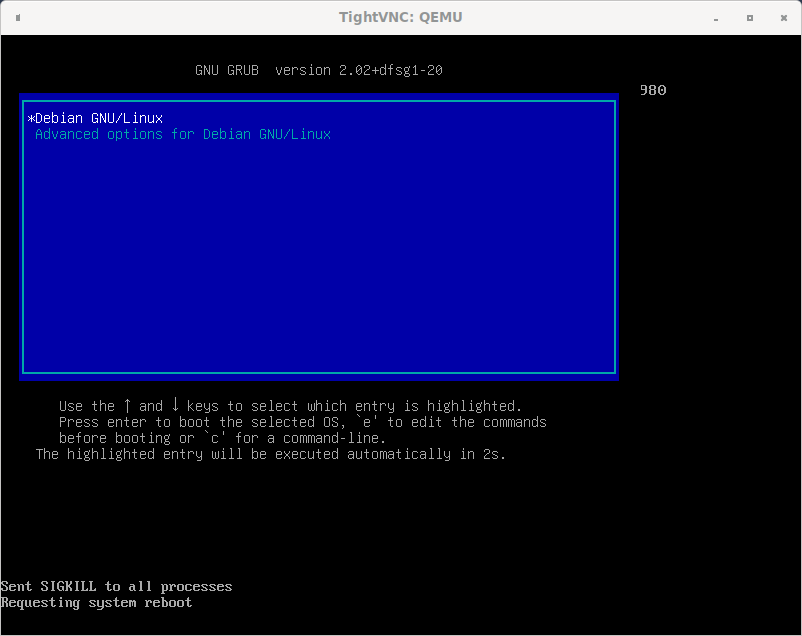 TightVNC: QEMU
GNU GRUB  version 2.02+dfsg1-20
980
*Debian GNU/Linux
Advanced options for Debian GNU/Linux
Use the ↑ and ↓ keys to select which entry is highlighted.
Press enter to boot the selected OS, `e' to edit the commands
before booting or `c' for a command-line.
The highlighted entry will be executed automatically in 2s.
Sent SIGKILL to all processes
Requesting system reboot